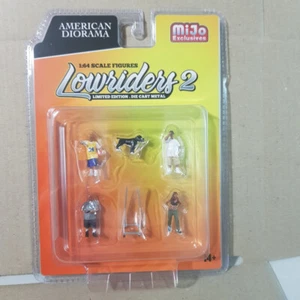 AMERICAN
DIORAMA
MiJo
Exclusives
1:64 SCALE FIGURES
Lowriders 2
LIMITED EDITION . DIE CAST METAL